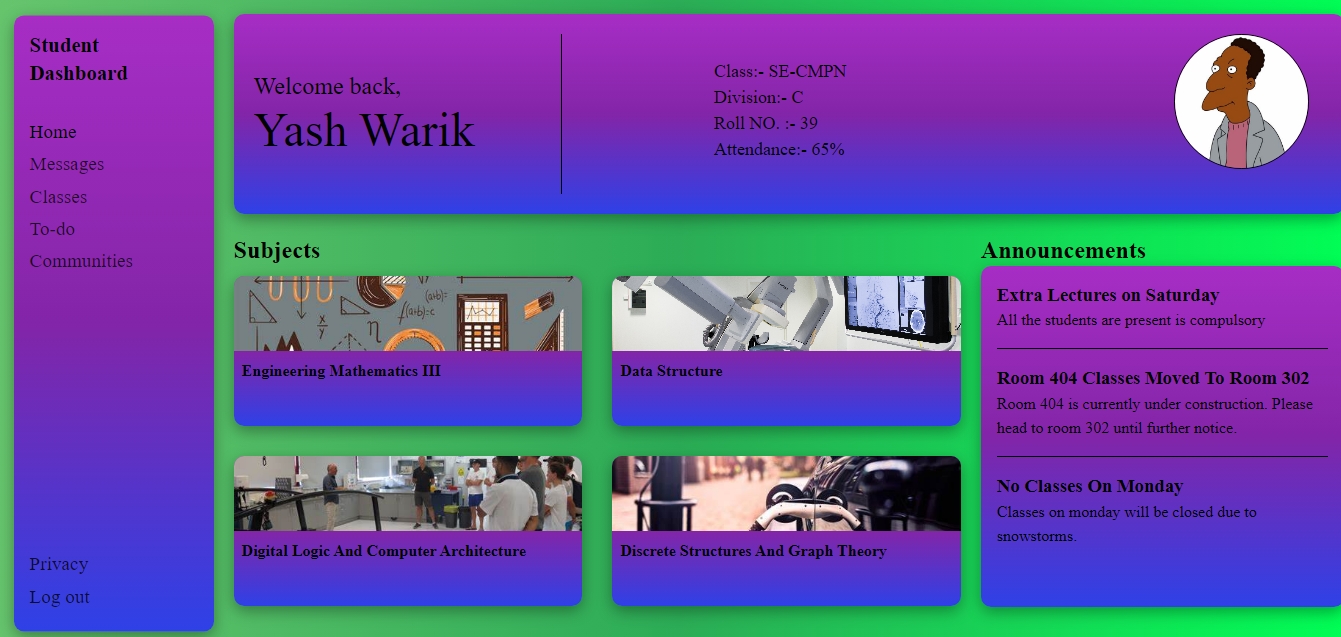 Student
Dashboard
Home
Messages
Classes
To-do
Communities
Privacy
Log out
Welcome back,
Yash Warik
Class:- SE-CMPN
Division:- C
Roll NO. :- 39
Attendance:- 65%
Subjects
Engineering Mathematics III
Data Structure
Digital Logic And Computer Architecture
Discrete Structures And Graph Theory
Announcements
Extra Lectures on Saturday
All the students are present is compulsory
Room 404 Classes Moved To Room 302
Room 404 is currently under construction. Please
head to room 302 until further notice.
No Classes On Monday
Classes on monday will be closed due to
snowstorms.